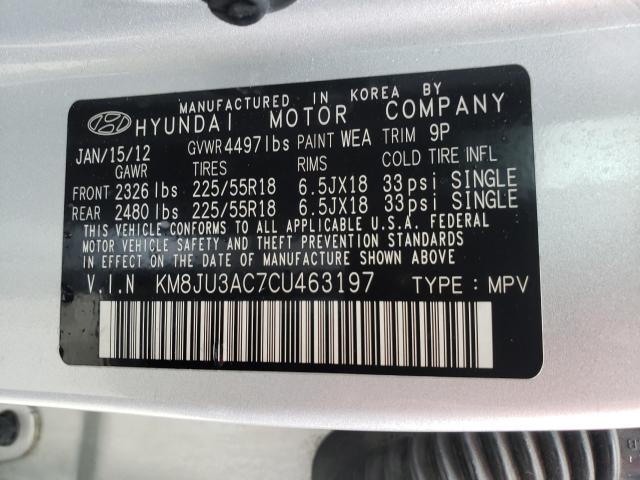 MANUFACTURED IN KOREA BY
HYUNDAI MOTOR COMPANY
JAN/15/12 GVWR 4497lbs PAINT WEA TRIM 9P
GAWR TIRES RIMS COLD TIRE INFL
FRONT 2326 lbs 225/55R18 6.5JX18 33psi SINGLE
REAR 2480 lbs 225/55R18 6.5JX18 33psi SINGLE
THIS VEHICLE CONFORMS TO ALL APPLICABLE U.S.A. FEDERAL
MOTOR VEHICLE SAFETY, BUMPER, AND THEFT PREVENTION
STANDARDS IN EFFECT ON THE DATE OF MANUFACTURE SHOWN ABOVE
V.I.N KM8JU3AC7CU463197 TYPE : MPV